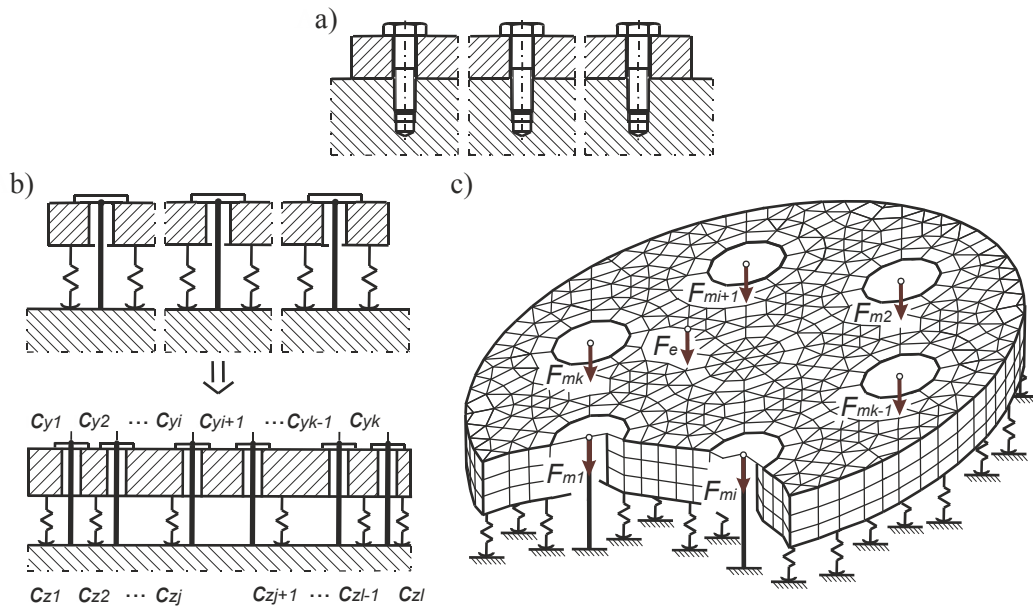 a)
b)
c)
Cy1 Cy2 ... Cyi Cyi+1 ...Cyk-1 Cyk
Cz1 Cz2 ... Czj Czj+1 ... Czl-1 Czl
Fmi+1
Fm2
Fe
Fmk
Fmk-1
Fm1
Fmi